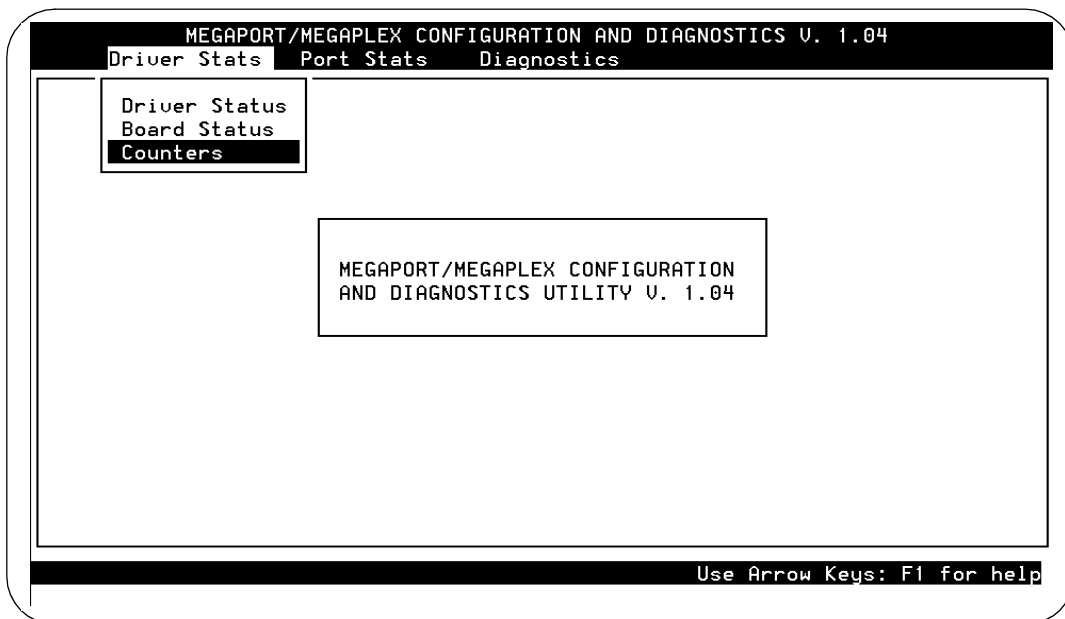 MEGAPORT/MEGAPLEX CONFIGURATION AND DIAGNOSTICS V. 1.04
Driver Stats Port Stats Diagnostics
Driver Status
Board Status
Counters
MEGAPORT/MEGAPLEX CONFIGURATION
AND DIAGNOSTICS UTILITY V. 1.04
Use Arrow Keys: F1 for help